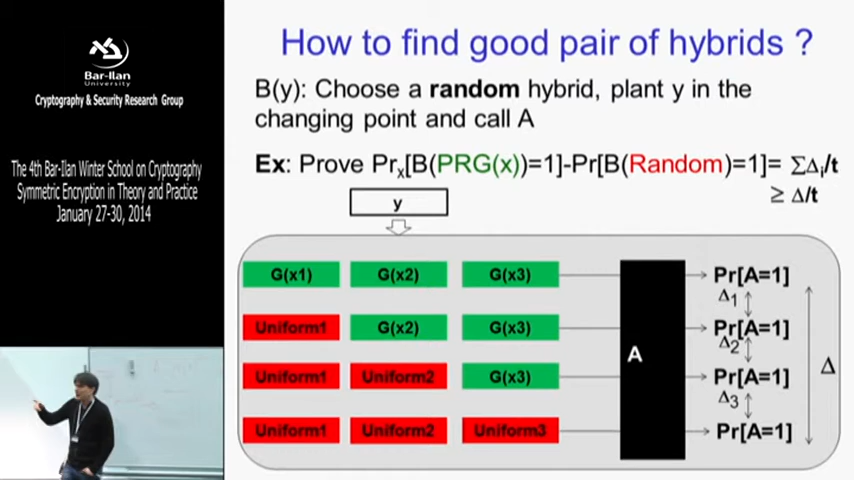 Bar-Ilan
University
Cryptography & Security Research Group
The 4th Bar-Ilan Winter School on Cryptography
Symmetric Encryption in Theory and Practice
January 27-30, 2014
How to find good pair of hybrids ?
B(y): Choose a random hybrid, plant y in the
changing point and call A
Ex: Prove Prₓ[B(PRG(x))=1]-Pr[B(Random)=1]= ∑Δᵢ/t
≥ Δ/t
y
G(x1) G(x2) G(x3) Pr[A=1]
Δ₁
Uniform1 G(x2) G(x3) Pr[A=1]
Δ₂
A
Δ
Uniform1 Uniform2 G(x3) Pr[A=1]
Δ₃
Uniform1 Uniform2 Uniform3 Pr[A=1]